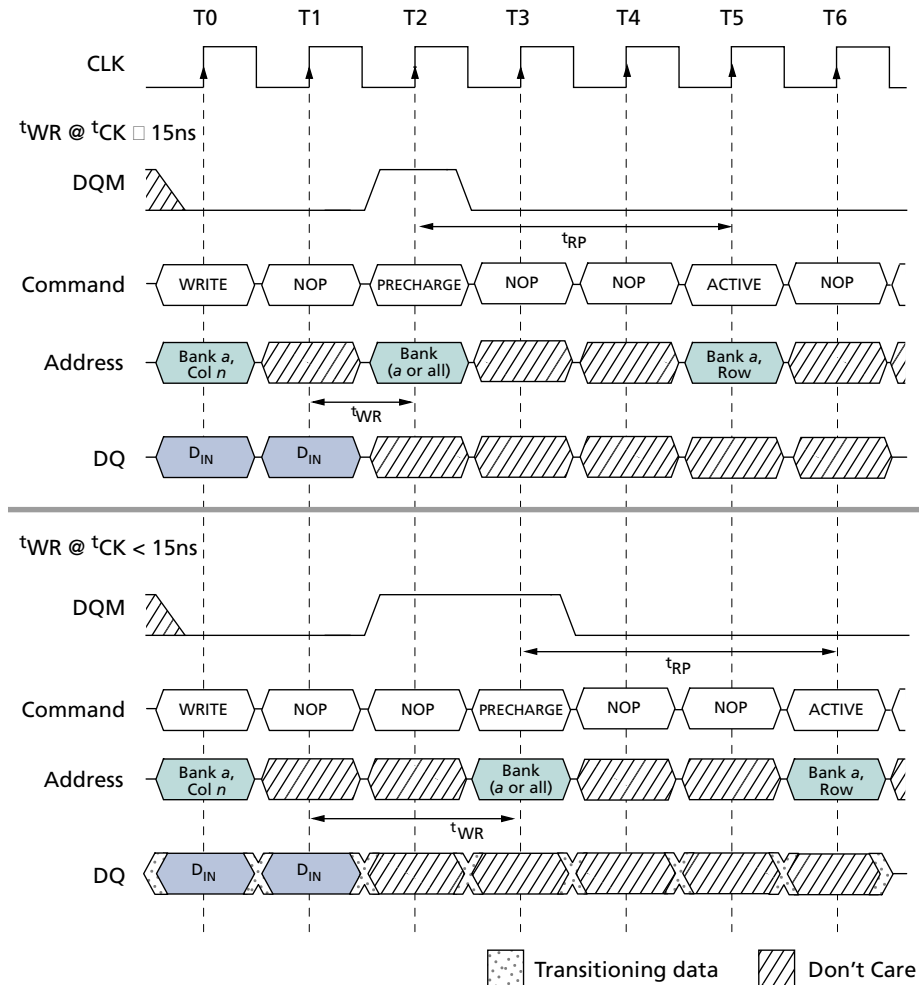 T0 T1 T2 T3 T4 T5 T6
CLK
tWR @ tCK □ 15ns
DQM
tRP
Command WRITE NOP PRECHARGE NOP NOP ACTIVE NOP
Address Bank a, Col n Bank (a or all) Bank a, Row
tWR
DQ DIN DIN
tWR @ tCK < 15ns
DQM
tRP
Command WRITE NOP NOP PRECHARGE NOP NOP ACTIVE
Address Bank a, Col n Bank (a or all) Bank a, Row
tWR
DQ DIN DIN
Transitioning data Don't Care